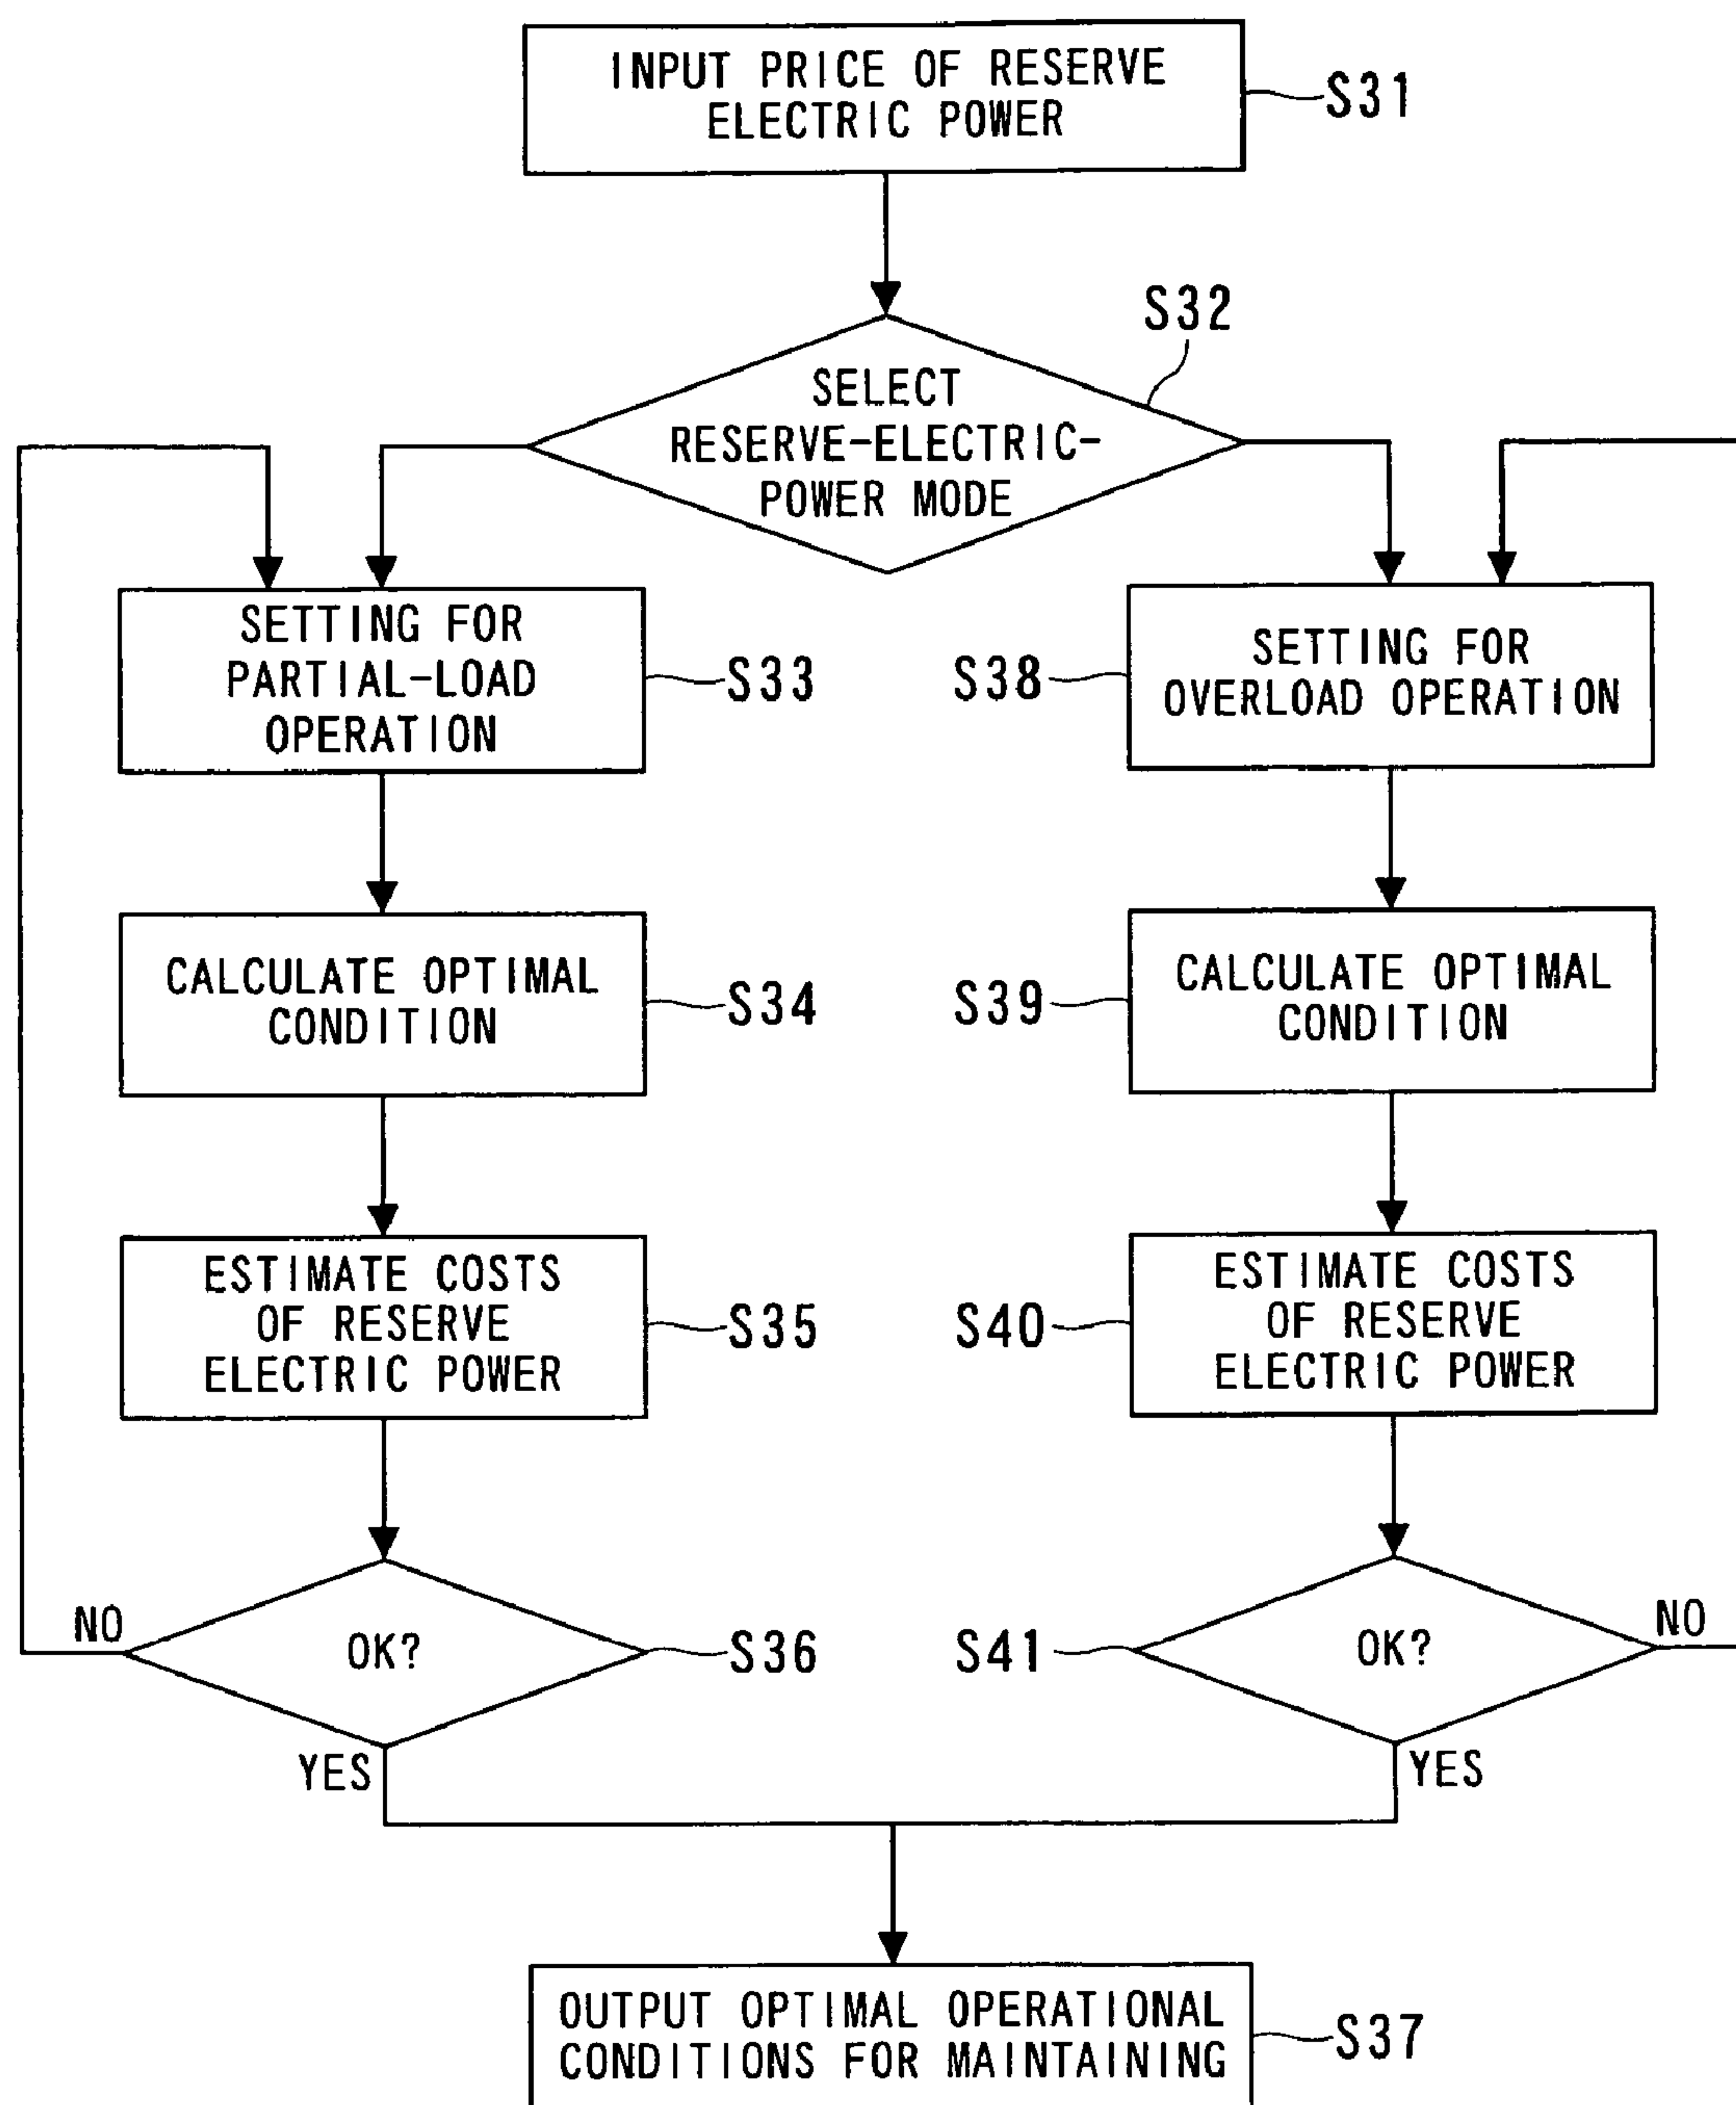 INPUT PRICE OF RESERVE
ELECTRIC POWER
S31
S32
SELECT
RESERVE-ELECTRIC-
POWER MODE
SETTING FOR
PARTIAL-LOAD
OPERATION
S33
S38
SETTING FOR
OVERLOAD OPERATION
CALCULATE OPTIMAL
CONDITION
S34
S39
CALCULATE OPTIMAL
CONDITION
ESTIMATE COSTS
OF RESERVE
ELECTRIC POWER
S35
S40
ESTIMATE COSTS
OF RESERVE
ELECTRIC POWER
NO
OK?
S36
S41
OK?
NO
YES
YES
OUTPUT OPTIMAL OPERATIONAL
CONDITIONS FOR MAINTAINING
S37